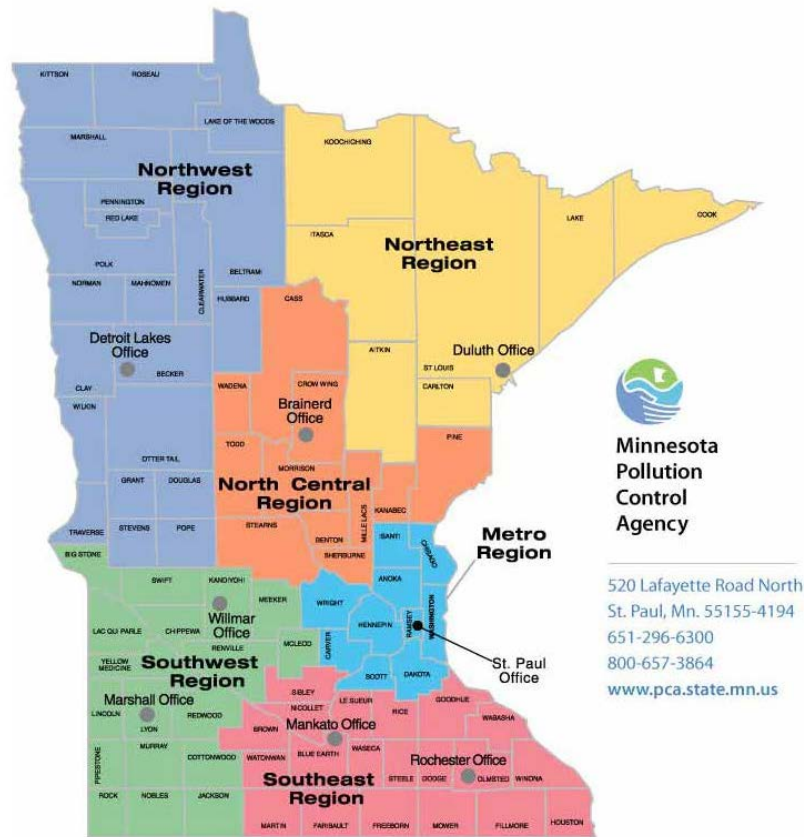 KITTSON
ROSEAU
LAKE OF THE WOODS
MARSHALL
KOOCHICHING
Northwest
Region
PENNINGTON
RED LAKE
LAKE
COOK
ITASCA
Northeast
Region
POLK
BELTRAMI
CLEARWATER
NORMAN
MAHNOMEN
HUBBARD
CASS
Detroit Lakes
Office
BECKER
CLAY
AITKIN
Duluth Office
ST LOUIS
CARLTON
WADENA
CROW WING
Brainerd
Office
WILKIN
OTTER TAIL
TODD
PINE
MORRISON
North Central
Region
GRANT
DOUGLAS
MILLE LACS
KANABEC
STEARNS
BENTON
SHERBURNE
TRAVERSE
STEVENS
POPE
BIG STONE
ISANTI
CHISAGO
Metro
Region
SWIFT
KANDIYOHI
MEEKER
WRIGHT
ANOKA
Willmar
Office
HENNEPIN
RAMSEY
WASHINGTON
LAC QUI PARLE
CHIPPEWA
RENVILLE
MCLEOD
CARVER
St. Paul
Office
YELLOW
MEDICINE
Southwest
Region
SCOTT
DAKOTA
SIBLEY
Marshall Office
LINCOLN
LYON
REDWOOD
NICOLLET
LE SUEUR
RICE
GOODHUE
WABASHA
BROWN
Mankato Office
PIPESTONE
MURRAY
COTTONWOOD
WATONWAN
BLUE EARTH
WASECA
STEELE
DODGE
Rochester Office
OLMSTED
WINONA
Southeast
Region
ROCK
NOBLES
JACKSON
MARTIN
FARIBAULT
FREEBORN
MOWER
FILLMORE
HOUSTON
Minnesota
Pollution
Control
Agency
520 Lafayette Road North
St. Paul, Mn. 55155-4194
651-296-6300
800-657-3864
www.pca.state.mn.us